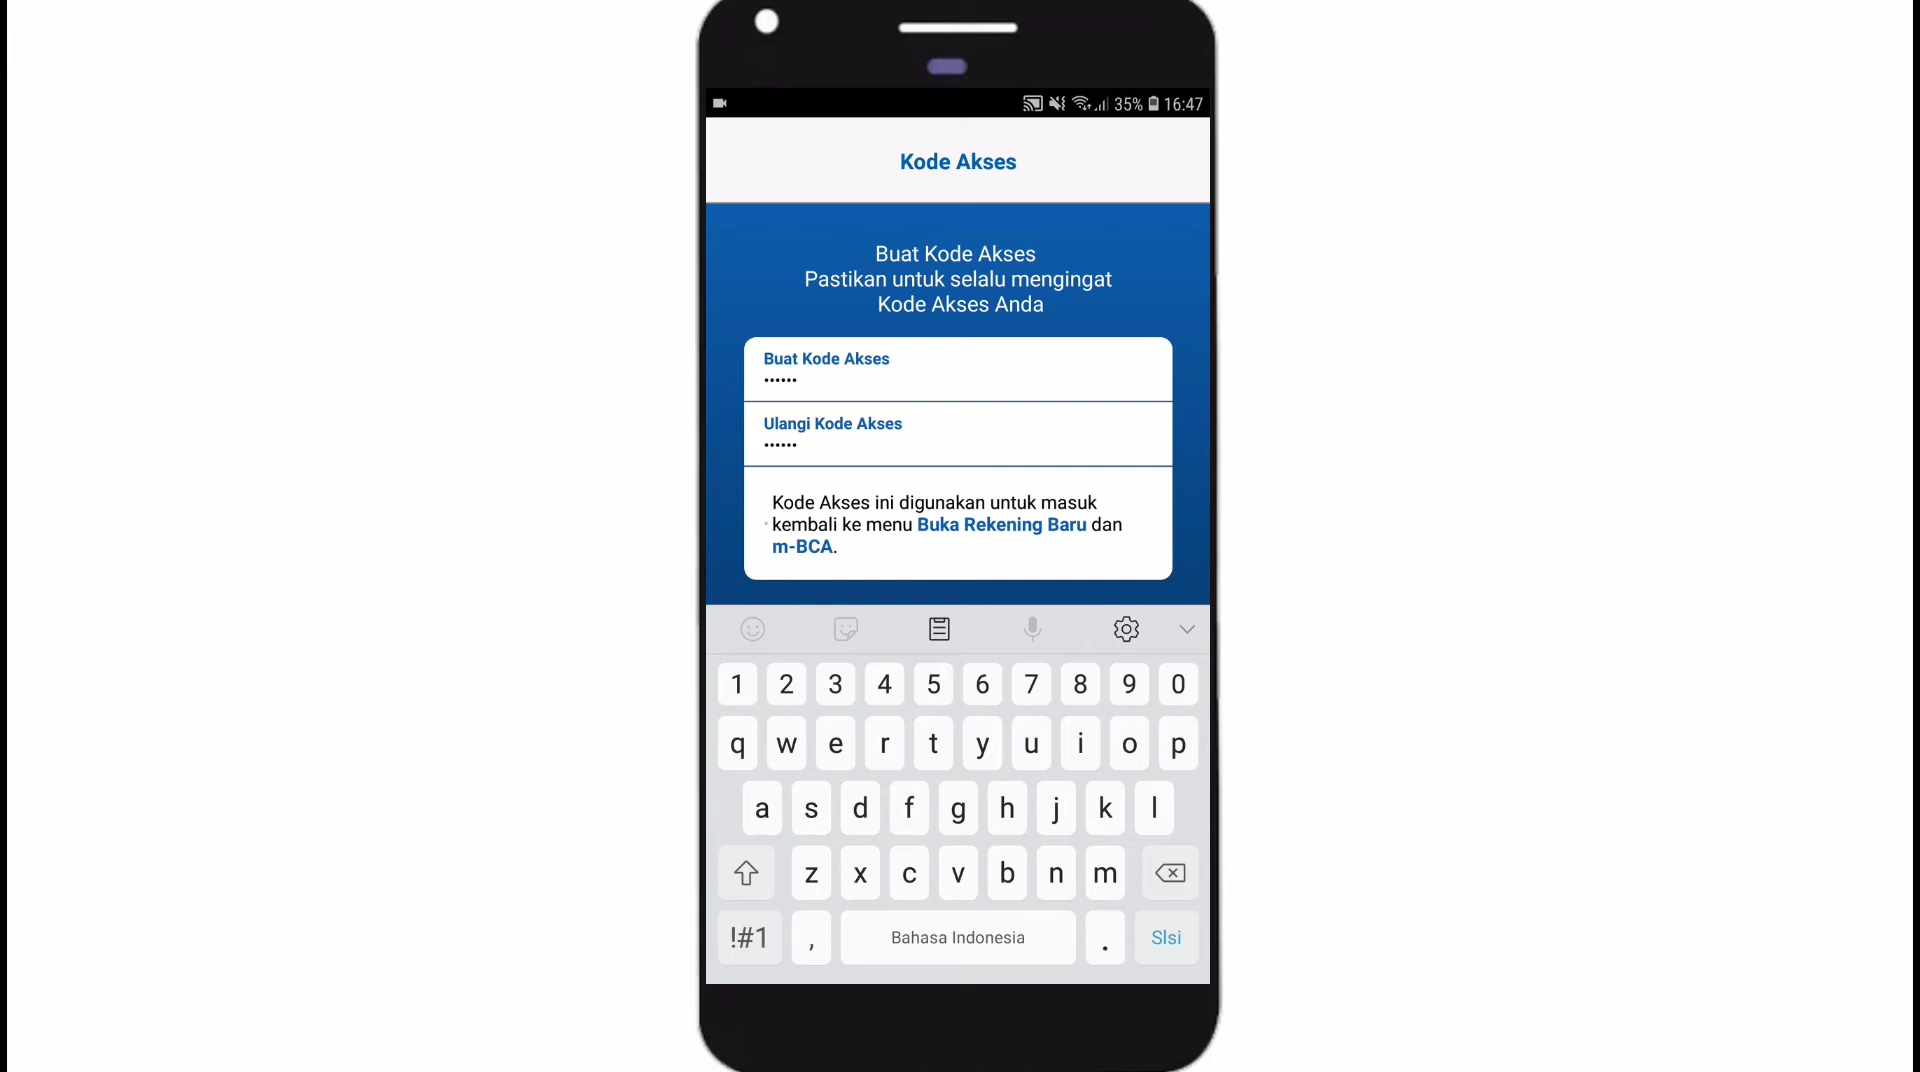 35% 16:47
Kode Akses
Buat Kode Akses
Pastikan untuk selalu mengingat
Kode Akses Anda
Buat Kode Akses
••••••
Ulangi Kode Akses
••••••
Kode Akses ini digunakan untuk masuk
kembali ke menu Buka Rekening Baru dan
m-BCA.
1 2 3 4 5 6 7 8 9 0
q w e r t y u i o p
a s d f g h j k l
z x c v b n m
!#1 , Bahasa Indonesia . Slsi